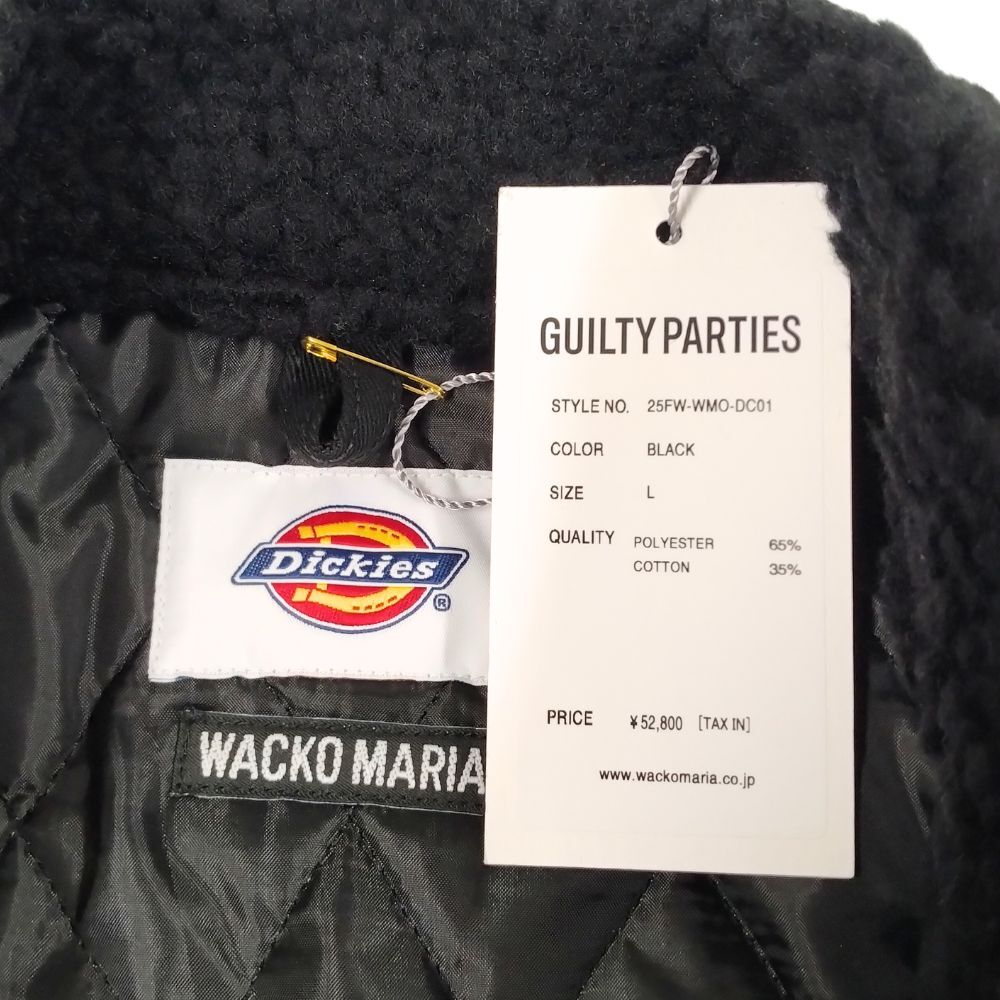 GUILTY PARTIES
STYLE NO. 25FW-WMO-DC01
COLOR BLACK
SIZE L
QUALITY POLYESTER 65%
COTTON 35%
PRICE ¥52,800 [TAX IN]
www.wackomaria.co.jp
Dickies
®
WACKO MARIA